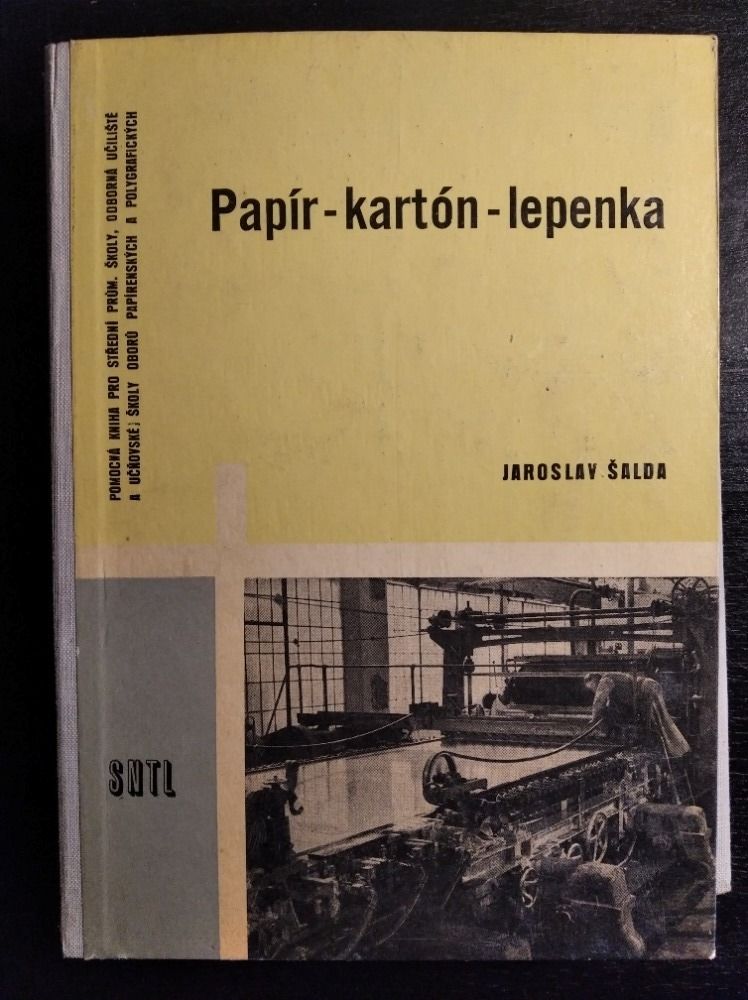 Papír - kartón - lepenka
POMOCNÁ KNIHA PRO STŘEDNÍ PRŮM. ŠKOLY, ODBORNÁ UČILIŠTĚ
A UČŇOVSKÉ ŠKOLY OBORŮ PAPÍRENSKÝCH A POLYGRAFICKÝCH
JAROSLAV ŠALDA
SNTL